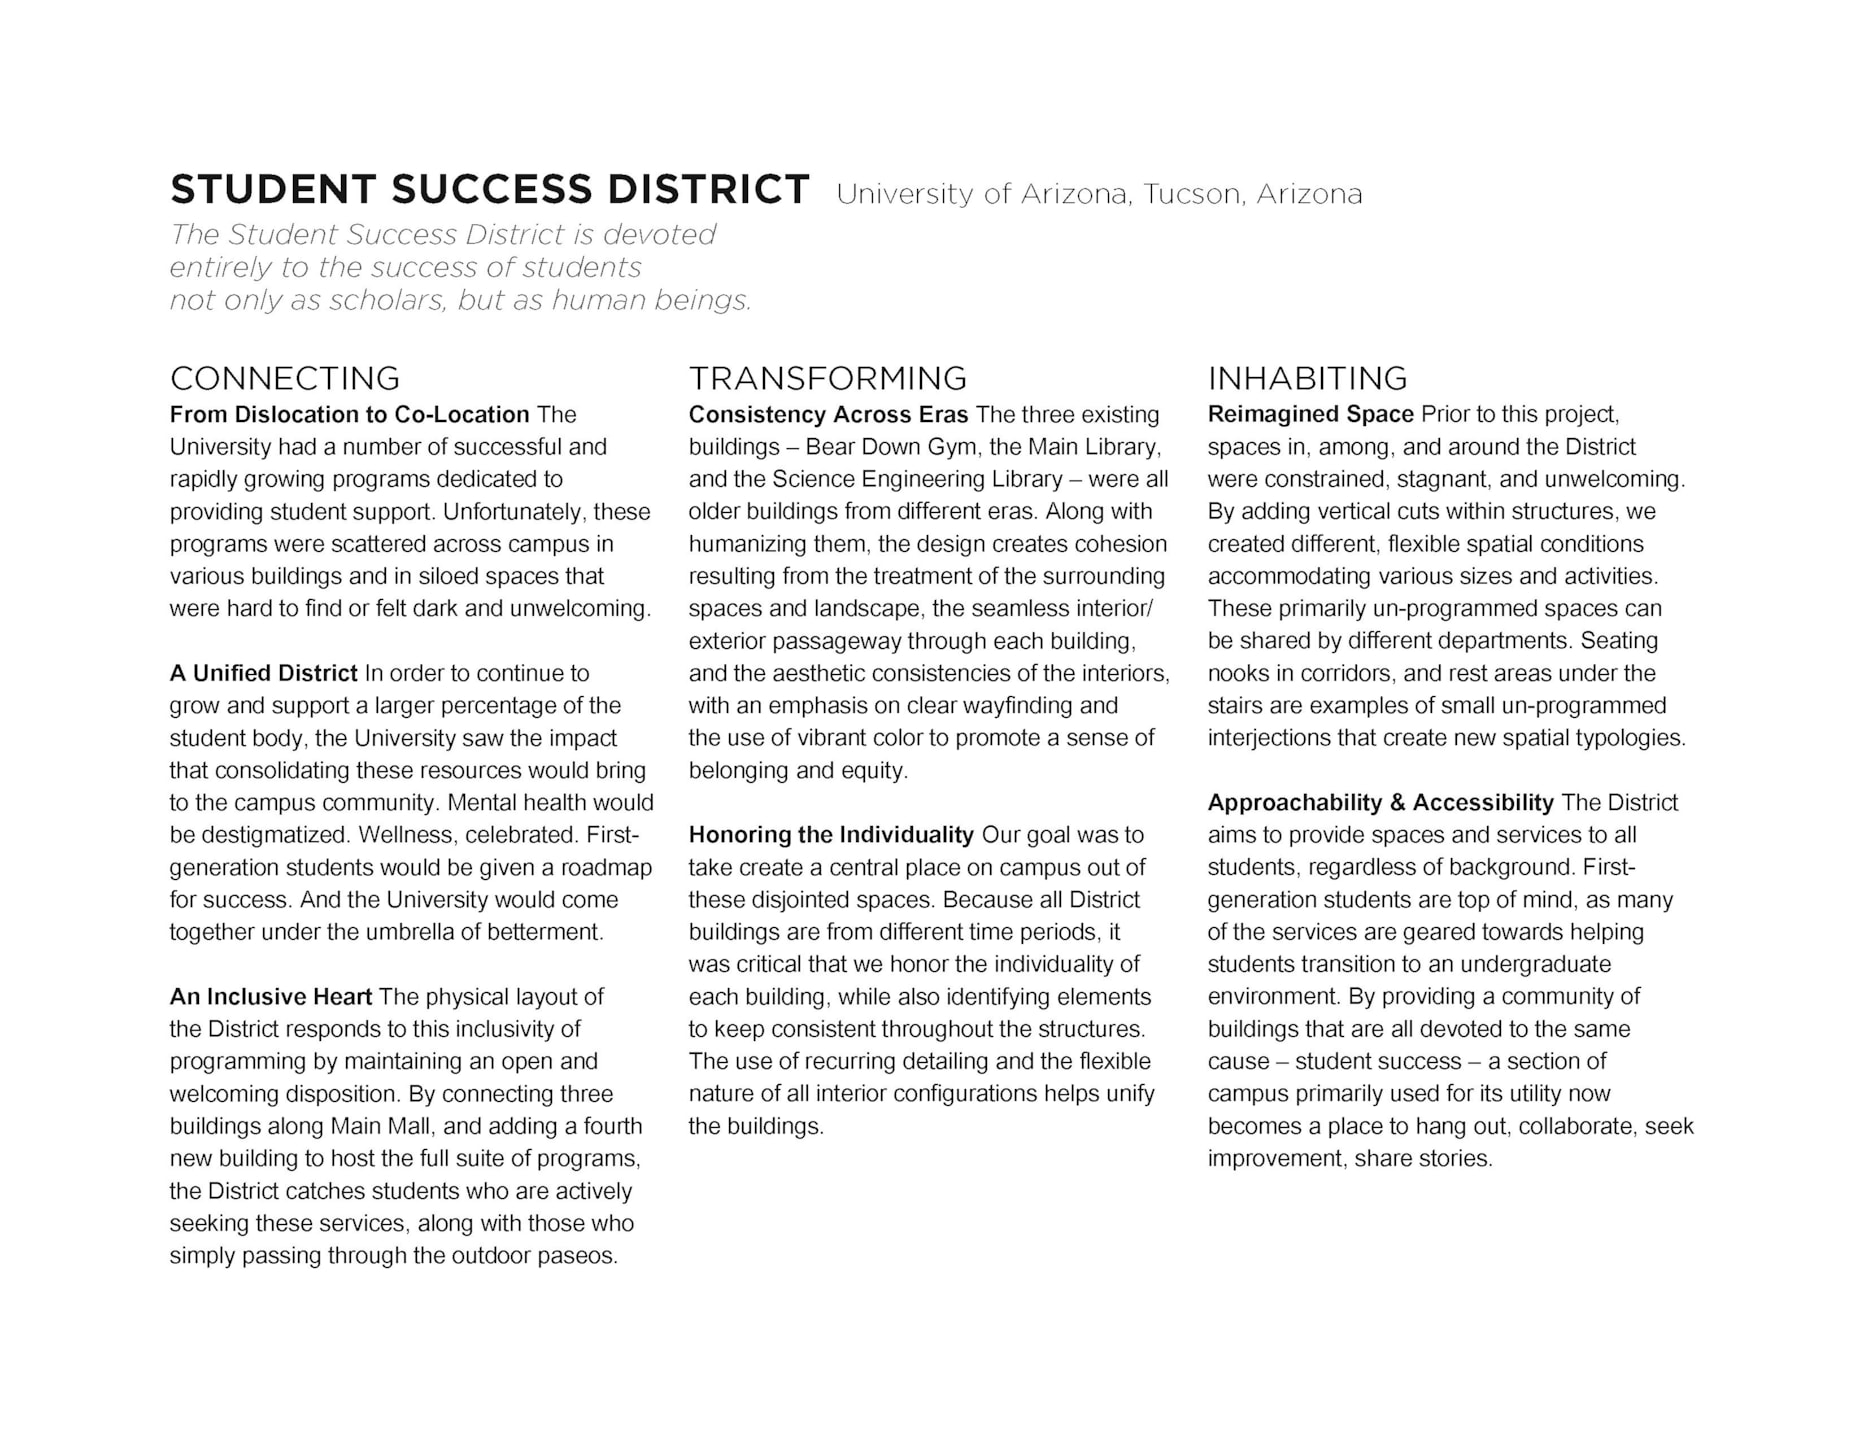 STUDENT SUCCESS DISTRICT University of Arizona, Tucson, Arizona
The Student Success District is devoted
entirely to the success of students
not only as scholars, but as human beings.
CONNECTING
From Dislocation to Co-Location The
University had a number of successful and
rapidly growing programs dedicated to
providing student support. Unfortunately, these
programs were scattered across campus in
various buildings and in siloed spaces that
were hard to find or felt dark and unwelcoming.
A Unified District In order to continue to
grow and support a larger percentage of the
student body, the University saw the impact
that consolidating these resources would bring
to the campus community. Mental health would
be destigmatized. Wellness, celebrated. First-
generation students would be given a roadmap
for success. And the University would come
together under the umbrella of betterment.
An Inclusive Heart The physical layout of
the District responds to this inclusivity of
programming by maintaining an open and
welcoming disposition. By connecting three
buildings along Main Mall, and adding a fourth
new building to host the full suite of programs,
the District catches students who are actively
seeking these services, along with those who
simply passing through the outdoor paseos.
TRANSFORMING
Consistency Across Eras The three existing
buildings – Bear Down Gym, the Main Library,
and the Science Engineering Library – were all
older buildings from different eras. Along with
humanizing them, the design creates cohesion
resulting from the treatment of the surrounding
spaces and landscape, the seamless interior/
exterior passageway through each building,
and the aesthetic consistencies of the interiors,
with an emphasis on clear wayfinding and
the use of vibrant color to promote a sense of
belonging and equity.
Honoring the Individuality Our goal was to
take create a central place on campus out of
these disjointed spaces. Because all District
buildings are from different time periods, it
was critical that we honor the individuality of
each building, while also identifying elements
to keep consistent throughout the structures.
The use of recurring detailing and the flexible
nature of all interior configurations helps unify
the buildings.
INHABITING
Reimagined Space Prior to this project,
spaces in, among, and around the District
were constrained, stagnant, and unwelcoming.
By adding vertical cuts within structures, we
created different, flexible spatial conditions
accommodating various sizes and activities.
These primarily un-programmed spaces can
be shared by different departments. Seating
nooks in corridors, and rest areas under the
stairs are examples of small un-programmed
interjections that create new spatial typologies.
Approachability & Accessibility The District
aims to provide spaces and services to all
students, regardless of background. First-
generation students are top of mind, as many
of the services are geared towards helping
students transition to an undergraduate
environment. By providing a community of
buildings that are all devoted to the same
cause – student success – a section of
campus primarily used for its utility now
becomes a place to hang out, collaborate, seek
improvement, share stories.